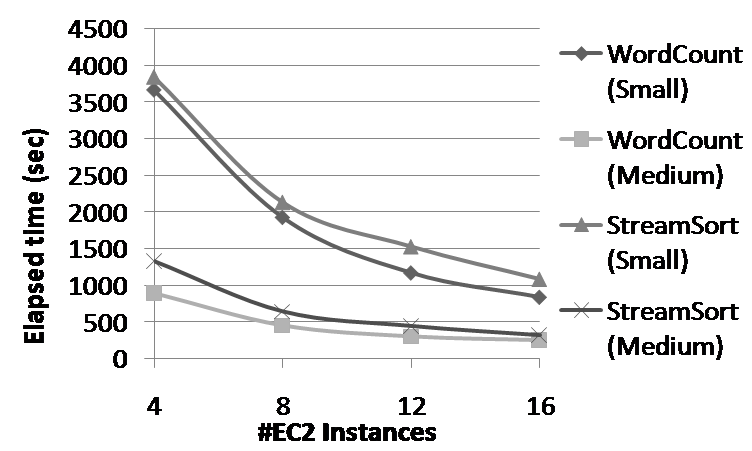 4500
4000
3500
3000
2500
2000
1500
1000
500
0
Elapsed time (sec)
4 8 12 16
#EC2 Instances
WordCount
(Small)
WordCount
(Medium)
StreamSort
(Small)
StreamSort
(Medium)